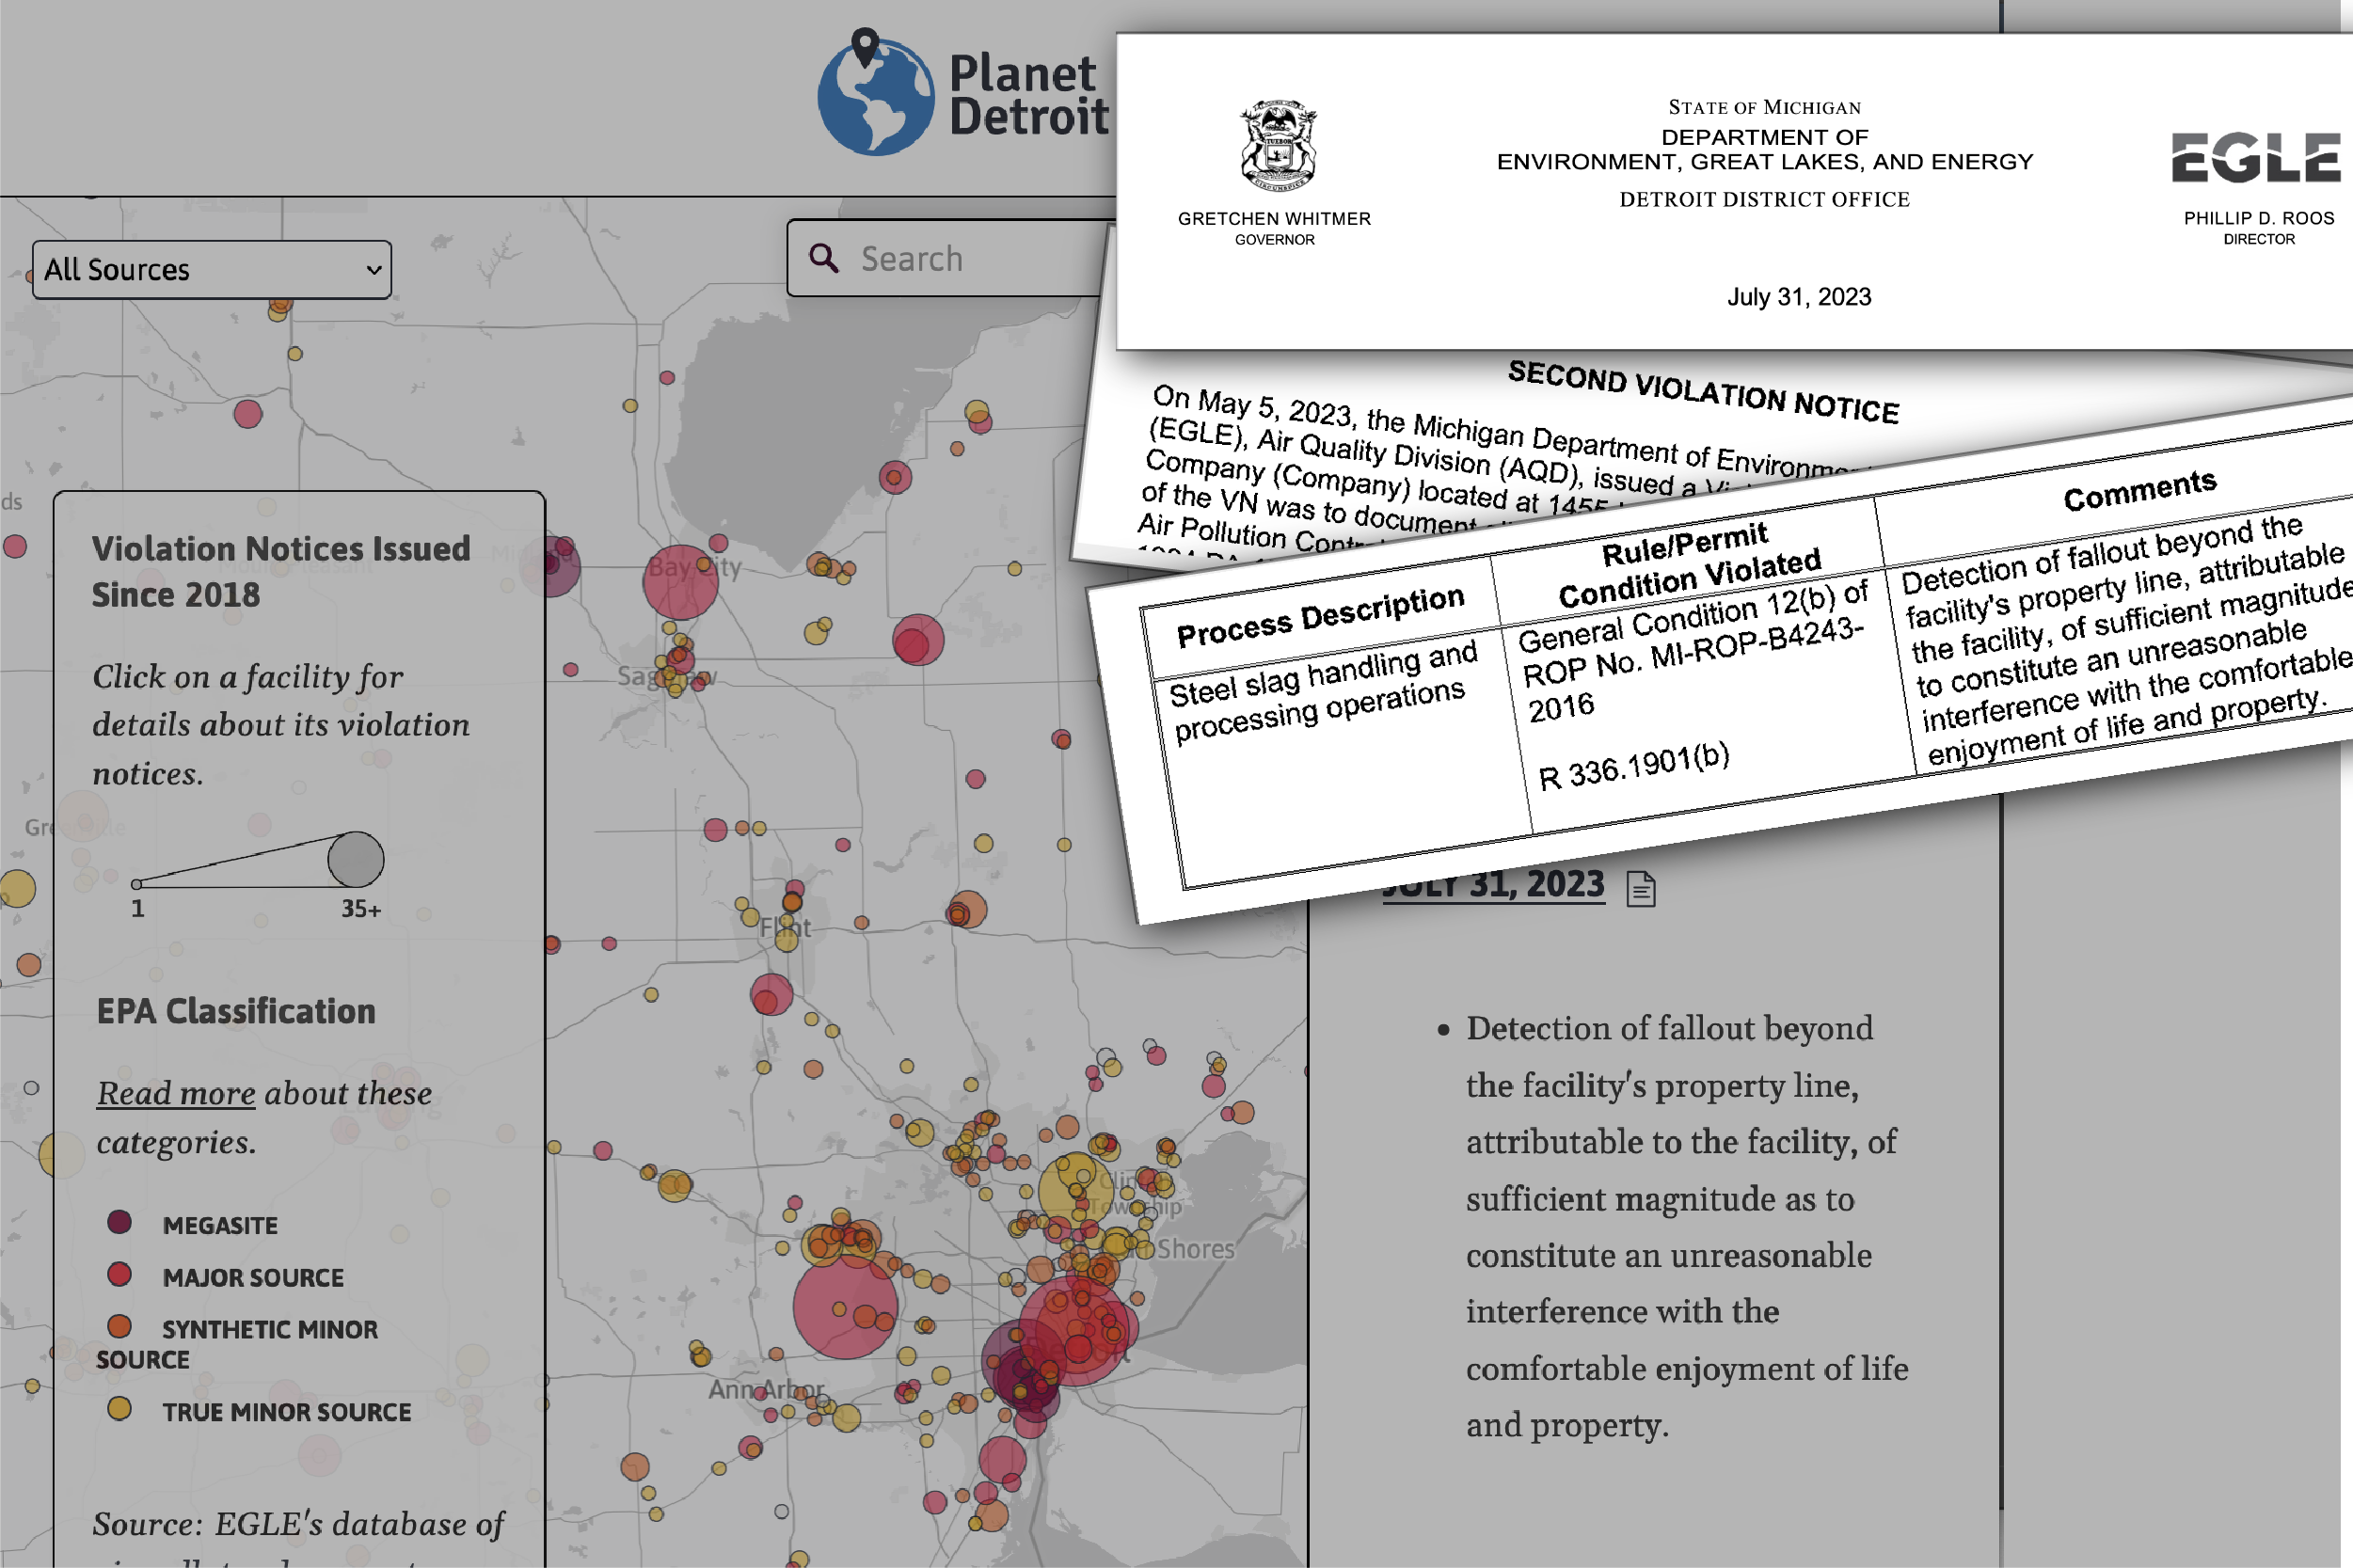 Planet
Detroit
STATE OF MICHIGAN
DEPARTMENT OF
ENVIRONMENT, GREAT LAKES, AND ENERGY
DETROIT DISTRICT OFFICE
GRETCHEN WHITMER
GOVERNOR
EGLE
PHILLIP D. ROOS
DIRECTOR
July 31, 2023
All Sources
Search
SECOND VIOLATION NOTICE
On May 5, 2023, the Michigan Department of
(EGLE), Air Quality Division (AQD), issued a
Company (Company) located at 1455
of the VN was to document
Air Pollution
Process Description
Rule/Permit
Condition Violated
Comments
Steel slag handling and
processing operations
General Condition 12(b) of
ROP No. MI-ROP-B4243-
2016
R 336.1901(b)
Detection of fallout beyond the
facility's property line, attributable
the facility, of sufficient magnitude
to constitute an unreasonable
interference with the comfortable
enjoyment of life and property.
Violation Notices Issued
Since 2018
Click on a facility for
details about its violation
notices.
1
35+
EPA Classification
Read more about these
categories.
MEGASITE
MAJOR SOURCE
SYNTHETIC MINOR
SOURCE
TRUE MINOR SOURCE
Source: EGLE's database of
Bay City
Saginaw
Flint
Ann Arbor
Clinton
Township
Shores
JULY 31, 2023
• Detection of fallout beyond
the facility's property line,
attributable to the facility, of
sufficient magnitude as to
constitute an unreasonable
interference with the
comfortable enjoyment of life
and property.